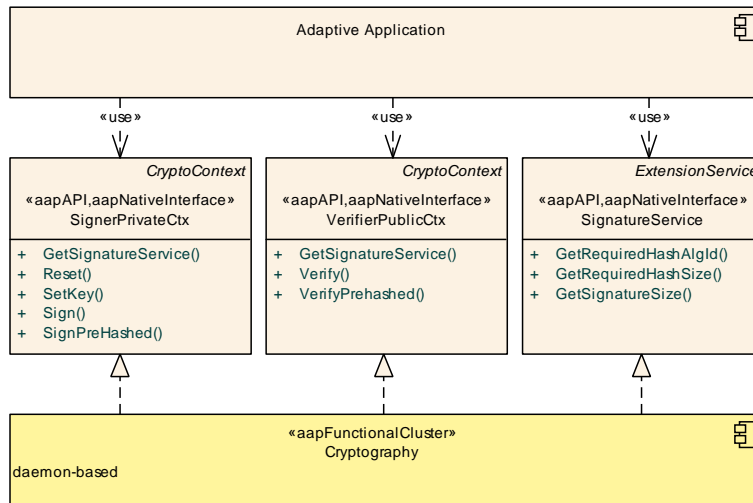 Adaptive Application
«use»
«use»
«use»
CryptoContext
«aapAPI,aapNativeInterface»
SignerPrivateCtx
+ GetSignatureService()
+ Reset()
+ SetKey()
+ Sign()
+ SignPreHashed()
CryptoContext
«aapAPI,aapNativeInterface»
VerifierPublicCtx
+ GetSignatureService()
+ Verify()
+ VerifyPrehashed()
ExtensionService
«aapAPI,aapNativeInterface»
SignatureService
+ GetRequiredHashAlgId()
+ GetRequiredHashSize()
+ GetSignatureSize()
«aapFunctionalCluster»
Cryptography
daemon-based